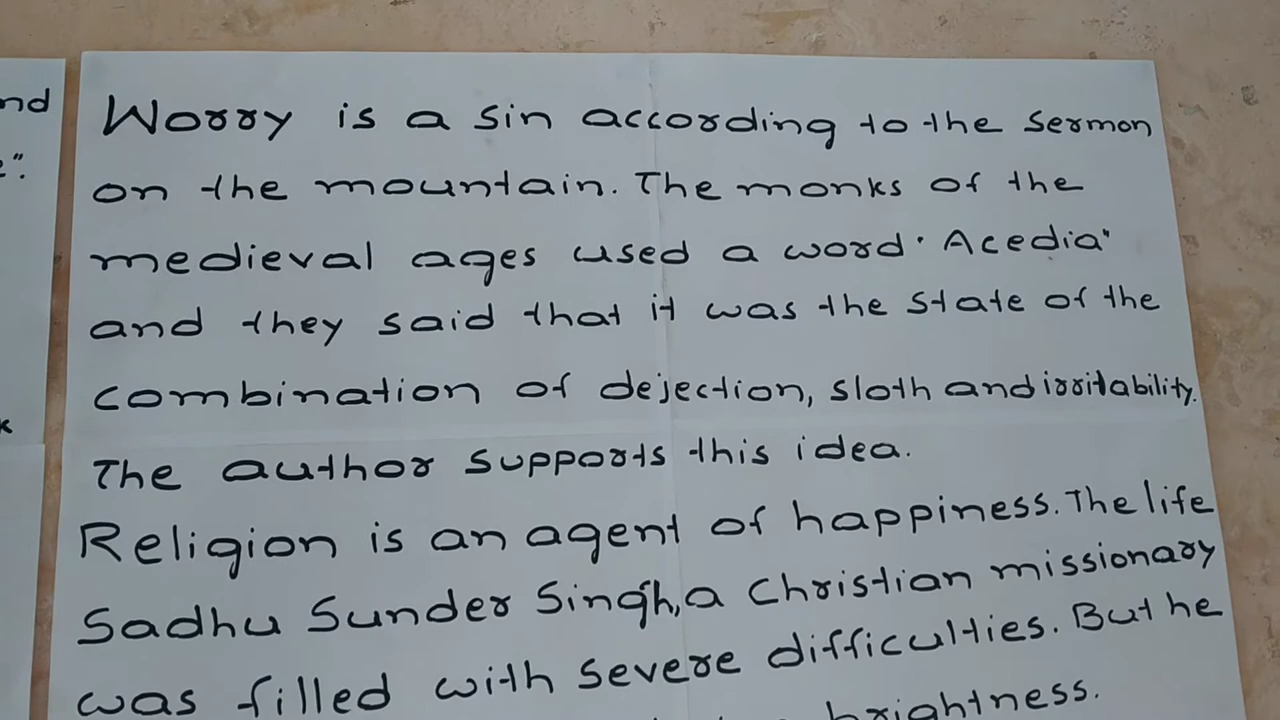 nd
e".
k
Worry is a sin according to the sermon
on the mountain. The monks of the
medieval ages used a word 'Acedia"
and they said that it was the state of the
combination of dejection, sloth and irritability.
The author supports this idea.
Religion is an agent of happiness. The life
Sadhu Sunder Singh, a Christian missionary
was filled with severe difficulties. But he
brightness.